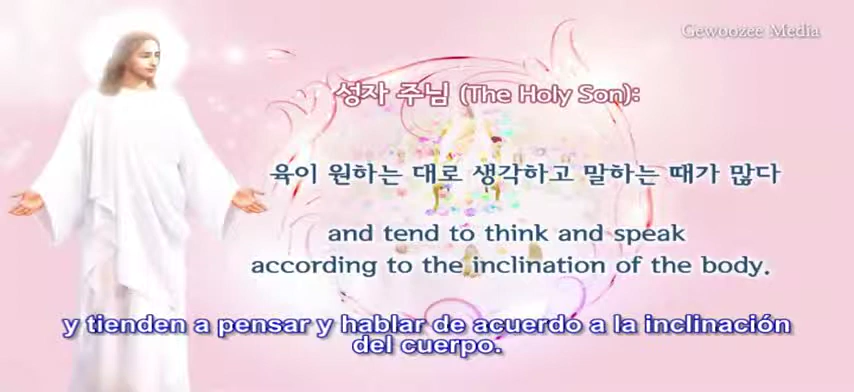 Gewoozee Media
성자 주님 (The Holy Son):
육이 원하는 대로 생각하고 말하는 때가 많다
and tend to think and speak
according to the inclination of the body.
y tienden a pensar y hablar de acuerdo a la inclinación
del cuerpo.